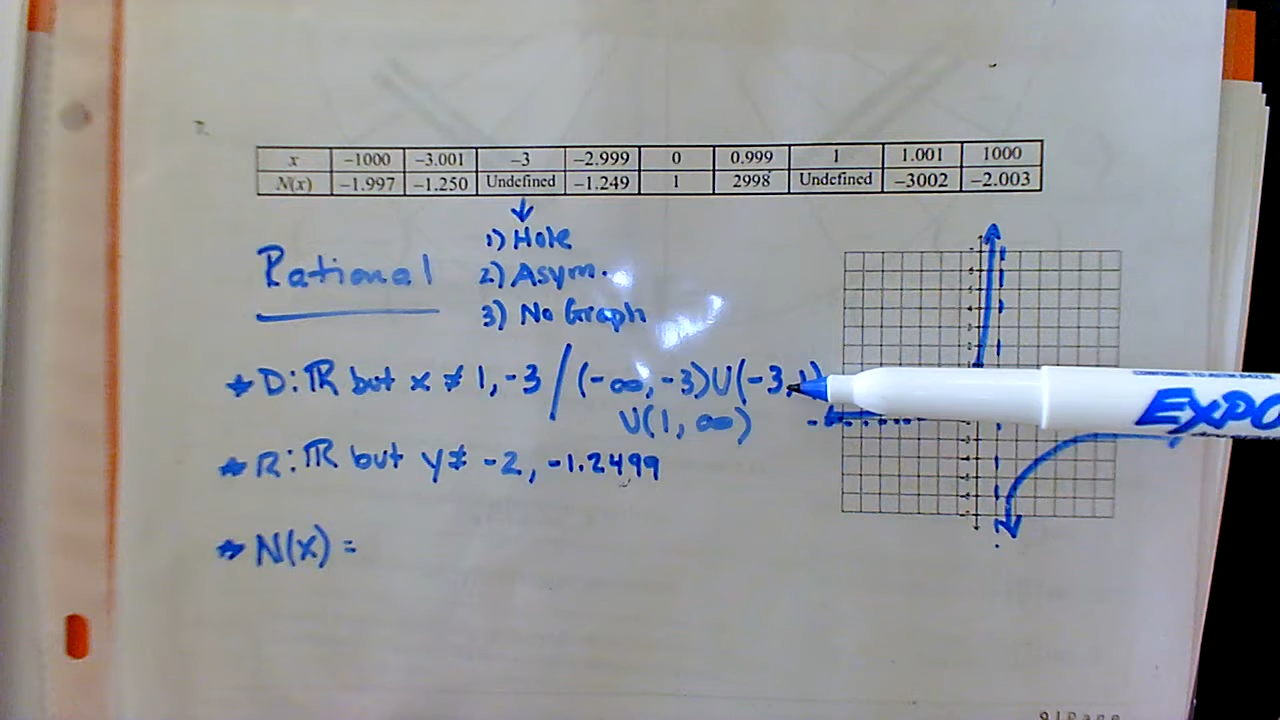 x −1000 −3.001 −3 −2.999 0 0.999 1 1.001 1000
N(x) −1.997 −1.250 Undefined −1.249 1 2998 Undefined −3002 −2.003
Rational
1) Hole
2) Asym.
3) No Graph
D: ℝ but x ≠ 1, -3 / (-∞, -3)U(-3, 1)
U(1, ∞)
R: ℝ but y ≠ -2, -1.2499
N(x) =
EXPO
9 | P a g e